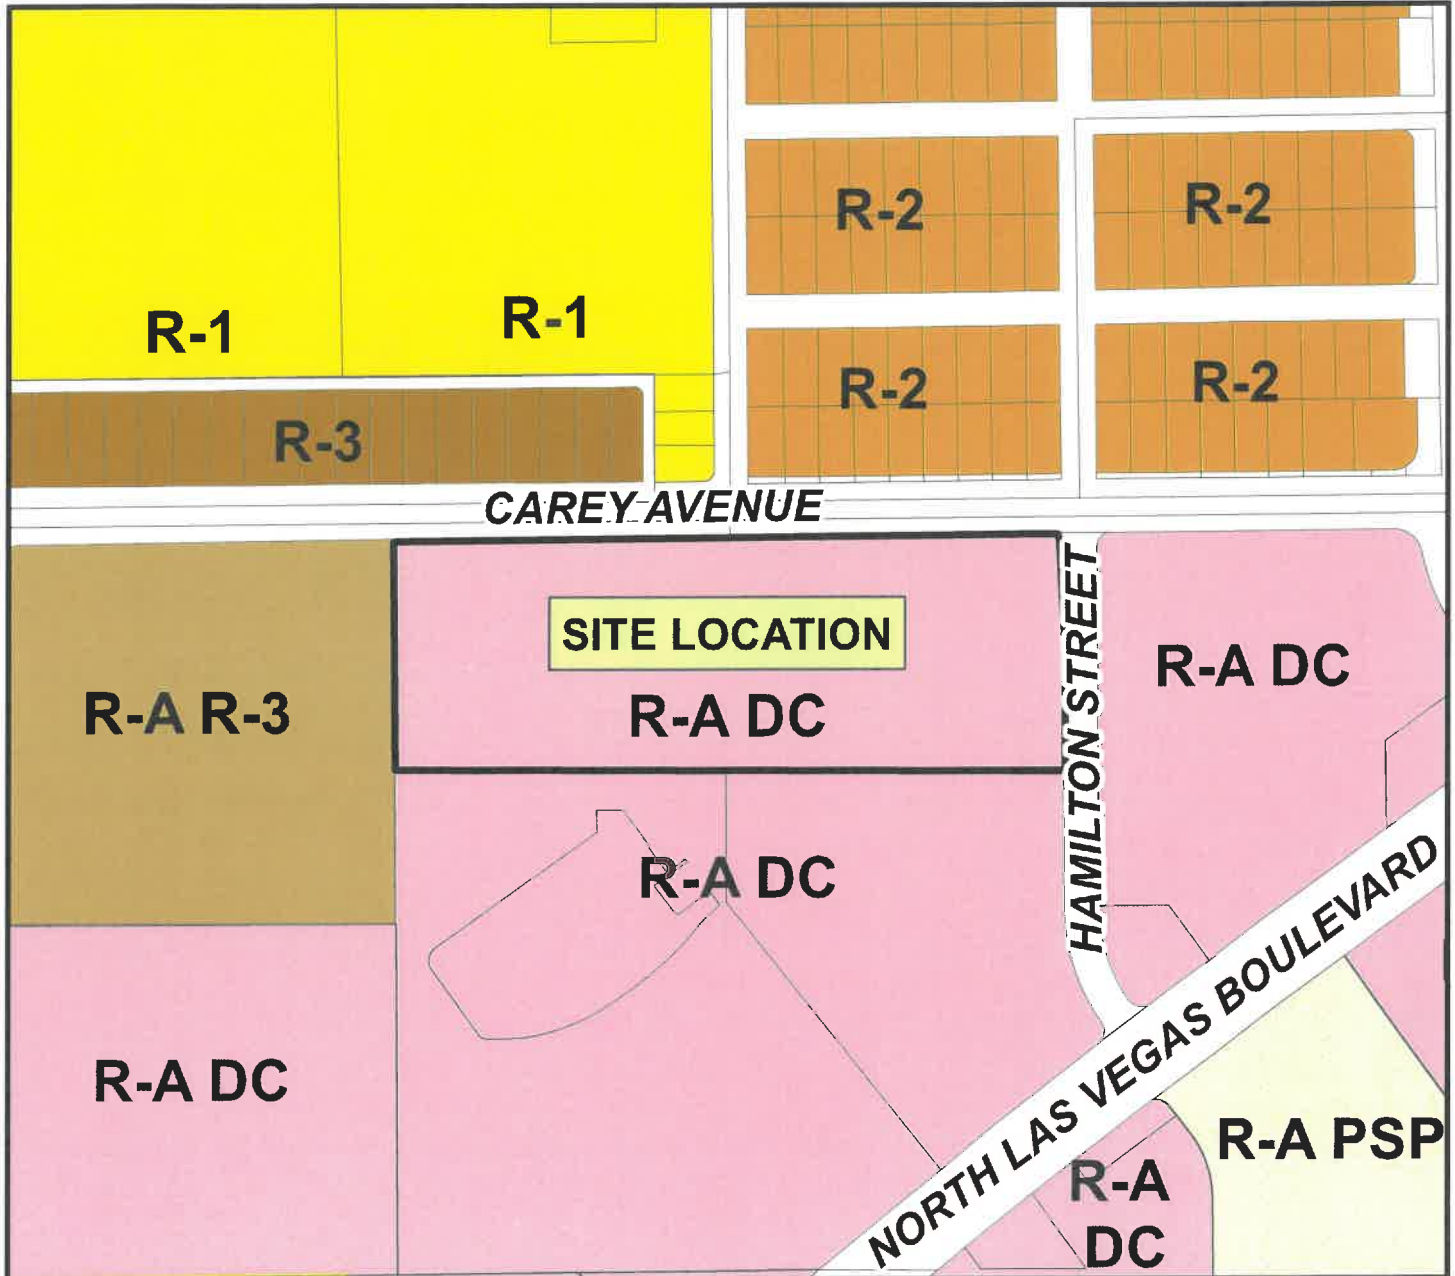 R-2
R-2
R-1
R-1
R-2
R-2
R-3
CAREY AVENUE
SITE LOCATION
R-A DC
R-A R-3
R-A DC
HAMILTON STREET
R-A DC
NORTH LAS VEGAS BOULEVARD
R-A DC
R-A PSP
R-A
DC